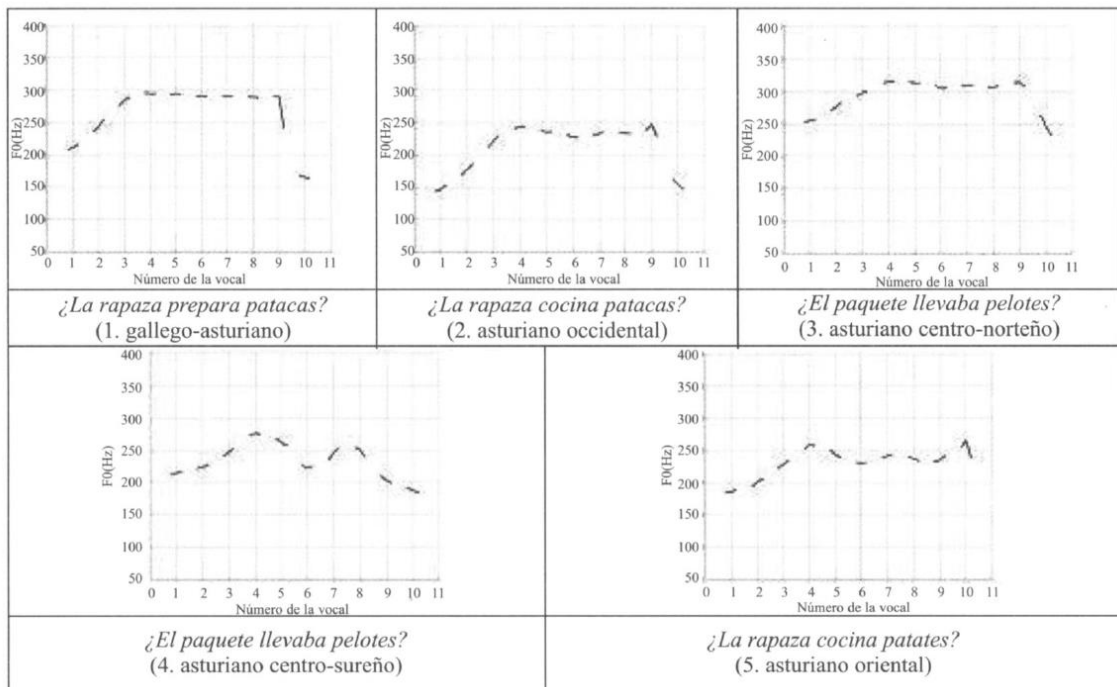 400
350
300
250
200
150
100
50
F0(Hz)
0 1 2 3 4 5 6 7 8 9 10 11
Número de la vocal
400
350
300
250
200
150
100
50
F0(Hz)
0 1 2 3 4 5 6 7 8 9 10 11
Número de la vocal
400
350
300
250
200
150
100
50
F0(Hz)
0 1 2 3 4 5 6 7 8 9 10 11
Número de la vocal
¿La rapaza prepara patacas?
(1. gallego-asturiano)
¿La rapaza cocina patacas?
(2. asturiano occidental)
¿El paquete llevaba pelotes?
(3. asturiano centro-norteño)
400
350
300
250
200
150
100
50
F0(Hz)
0 1 2 3 4 5 6 7 8 9 10 11
Número de la vocal
400
350
300
250
200
150
100
50
F0(Hz)
0 1 2 3 4 5 6 7 8 9 10 11
Número de la vocal
¿El paquete llevaba pelotes?
(4. asturiano centro-sureño)
¿La rapaza cocina patates?
(5. asturiano oriental)